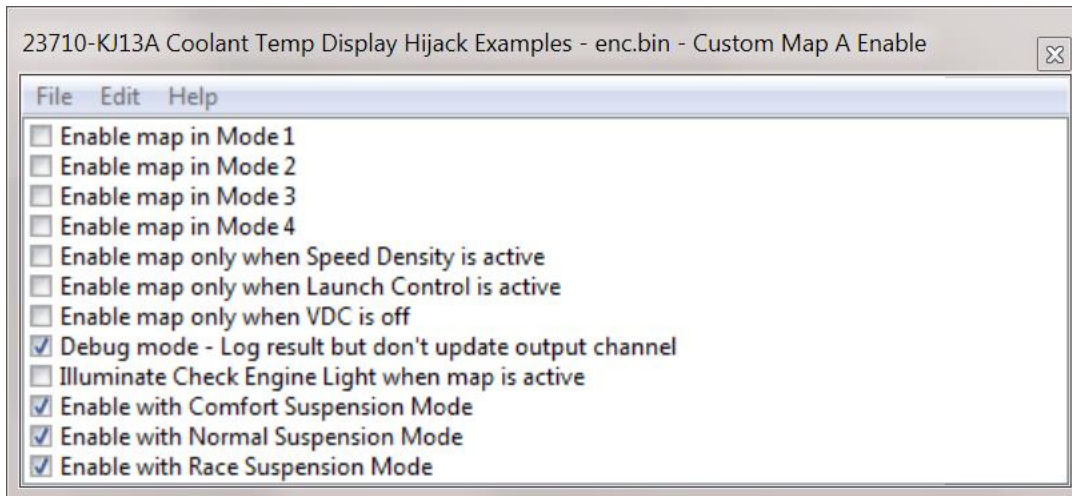 23710-KJ13A Coolant Temp Display Hijack Examples - enc.bin - Custom Map A Enable
File Edit Help
Enable map in Mode 1
Enable map in Mode 2
Enable map in Mode 3
Enable map in Mode 4
Enable map only when Speed Density is active
Enable map only when Launch Control is active
Enable map only when VDC is off
Debug mode - Log result but don't update output channel
Illuminate Check Engine Light when map is active
Enable with Comfort Suspension Mode
Enable with Normal Suspension Mode
Enable with Race Suspension Mode